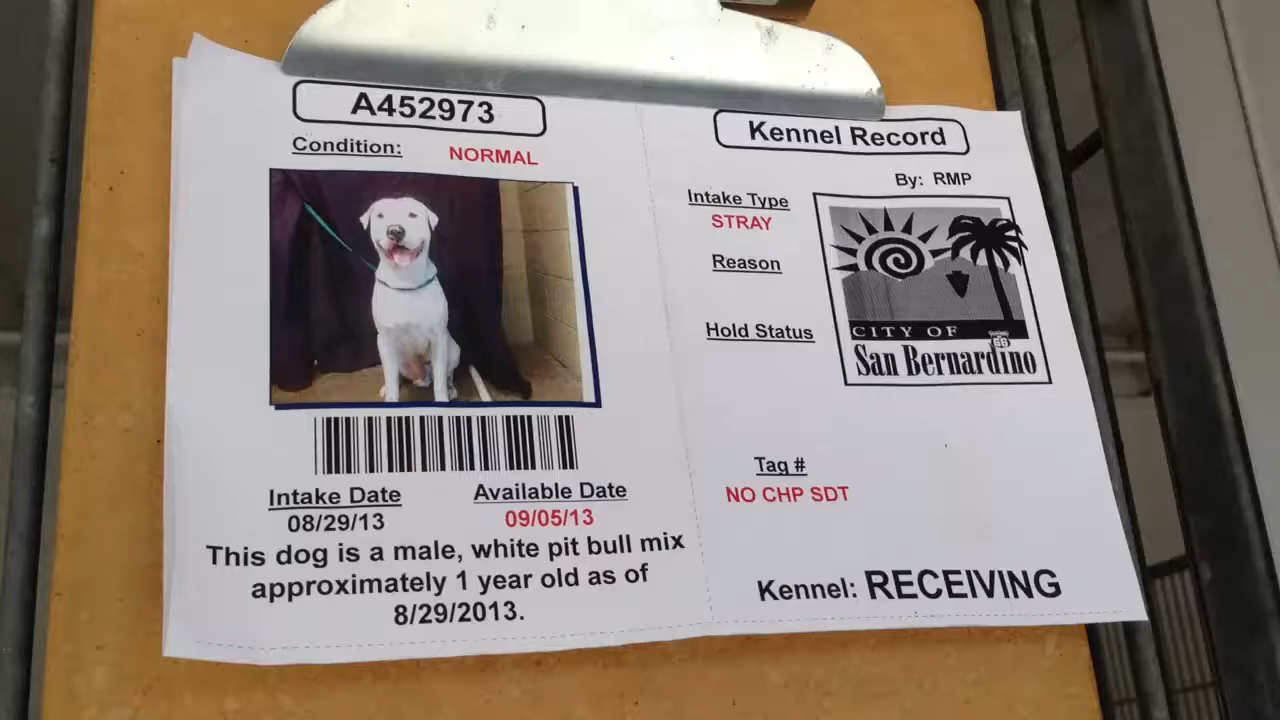 A452973
Condition: NORMAL
Intake Date
08/29/13
Available Date
09/05/13
This dog is a male, white pit bull mix
approximately 1 year old as of
8/29/2013.
Kennel Record
By: RMP
Intake Type
STRAY
Reason
Hold Status
CITY OF
66
San Bernardino
Tag #
NO CHP SDT
Kennel: RECEIVING